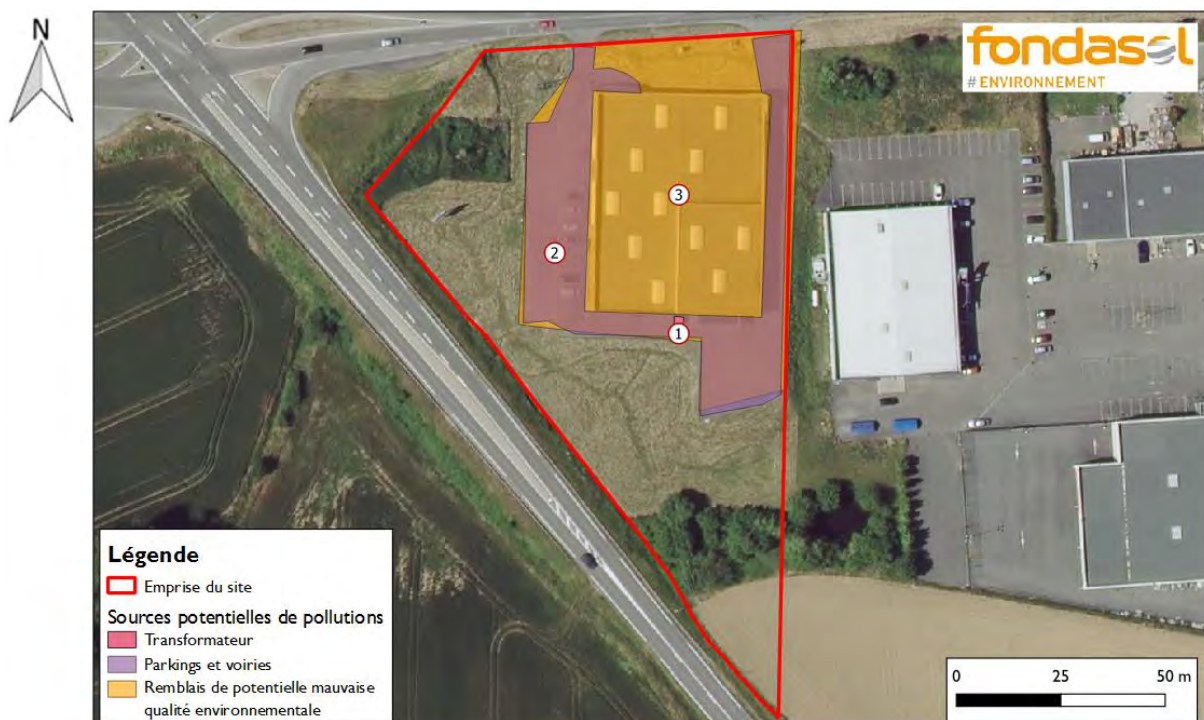 N
fondasol
# ENVIRONNEMENT
3
2
1
Légende
Emprise du site
Sources potentielles de pollutions
Transformateur
Parkings et voiries
Remblais de potentielle mauvaise
qualité environnementale
0 25 50 m